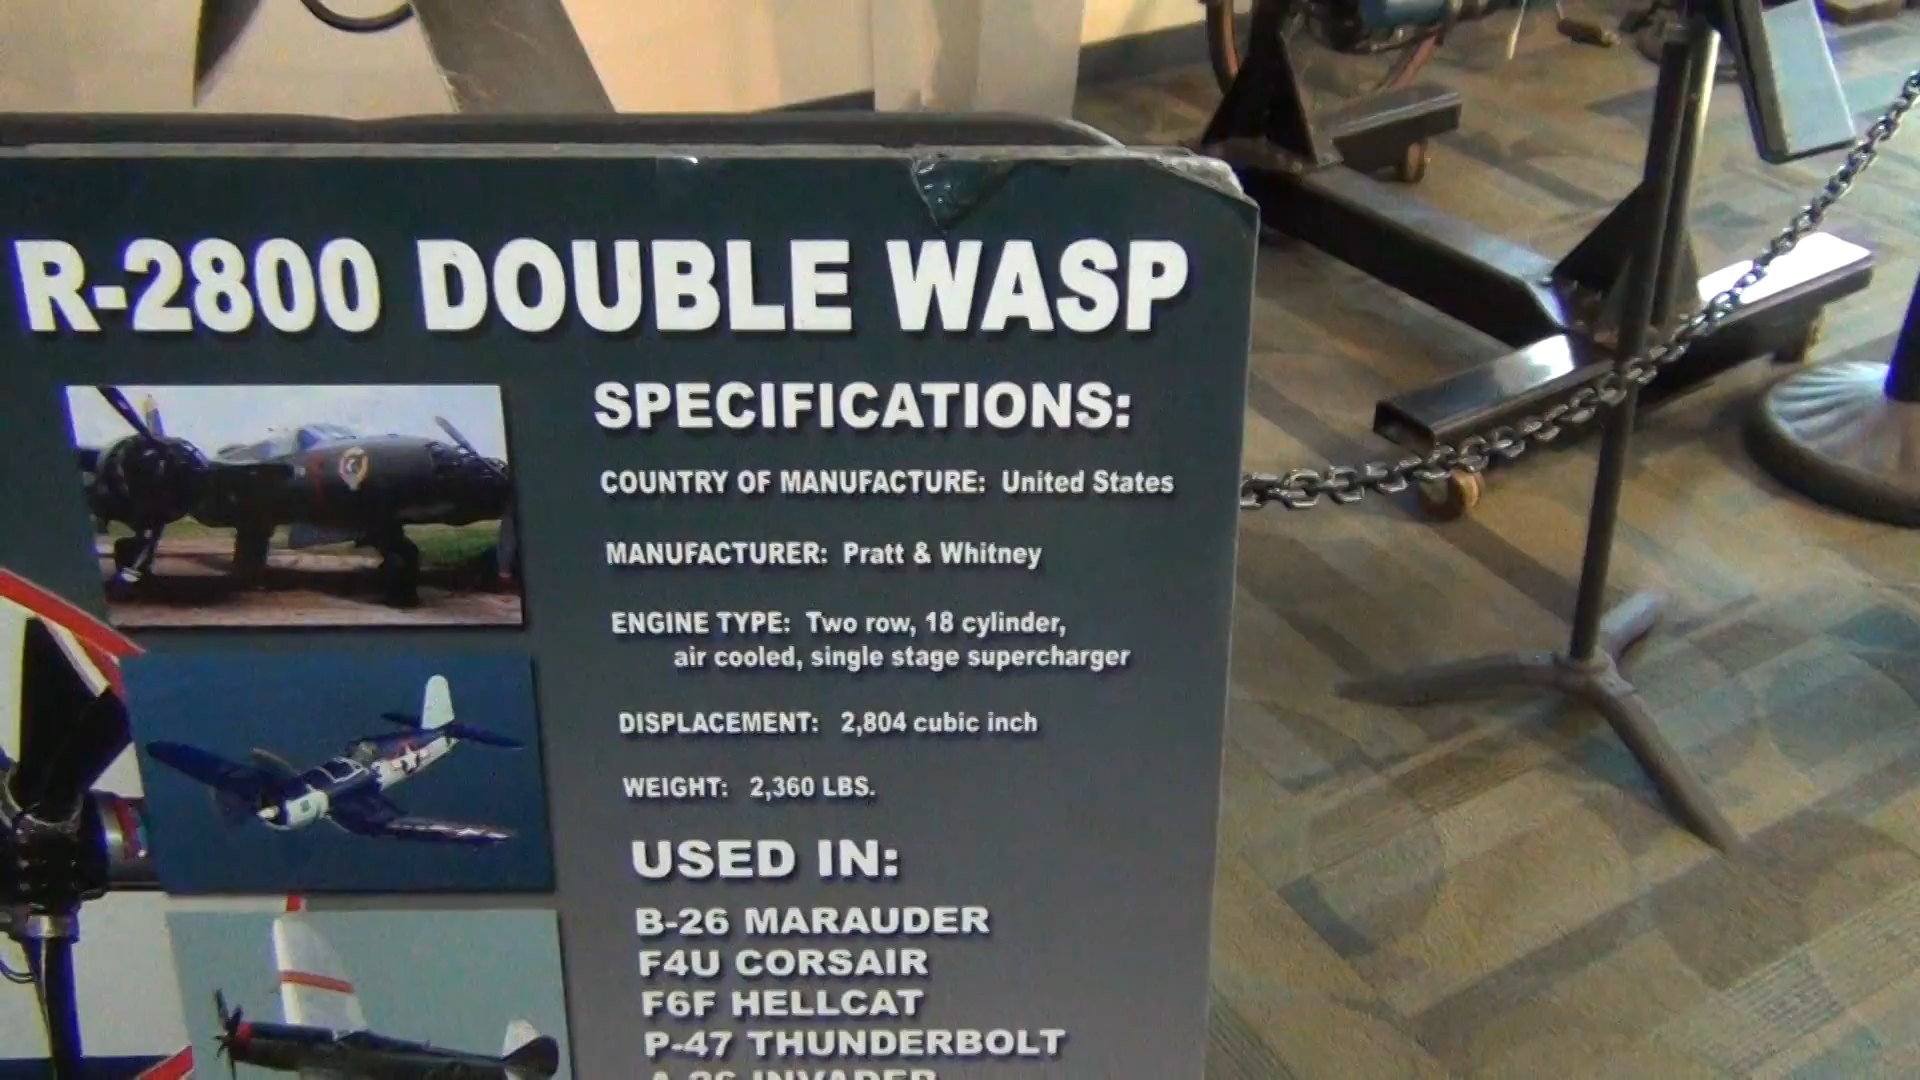 R-2800 DOUBLE WASP
SPECIFICATIONS:
COUNTRY OF MANUFACTURE: United States
MANUFACTURER: Pratt & Whitney
ENGINE TYPE: Two row, 18 cylinder,
air cooled, single stage supercharger
DISPLACEMENT: 2,804 cubic inch
WEIGHT: 2,360 LBS.
USED IN:
B-26 MARAUDER
F4U CORSAIR
F6F HELLCAT
P-47 THUNDERBOLT
A-26 INVADER